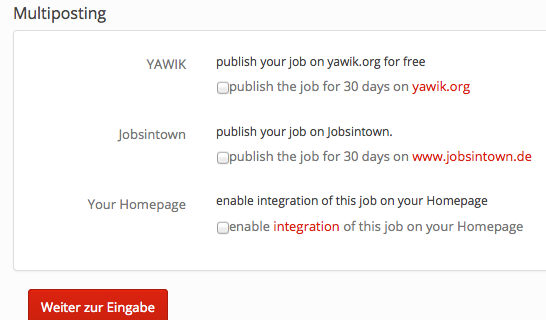 Multiposting
YAWIK
publish your job on yawik.org for free
publish the job for 30 days on yawik.org
Jobsintown
publish your job on Jobsintown.
publish the job for 30 days on www.jobsintown.de
Your Homepage
enable integration of this job on your Homepage
enable integration of this job on your Homepage
Weiter zur Eingabe